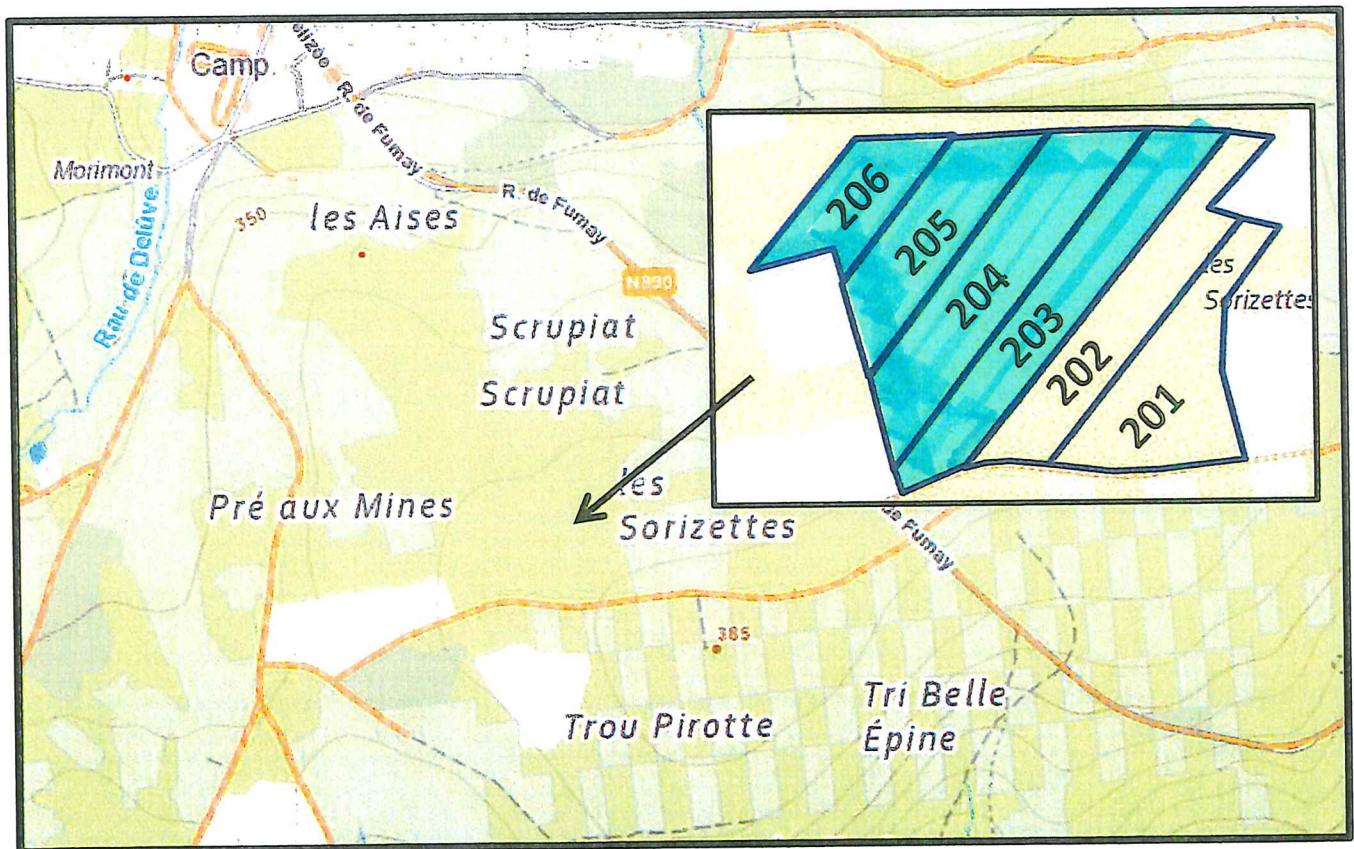 Camp.
R. de Fumay
Morimont
350
les Aises
R. de Fumay
Rau de Deluve
N990
Scrupiat
Scrupiat
206
205
204
203
202
201
les
Sorizettes
les
Sorizettes
Pré aux Mines
de Fumay
385
Trou Pirotte
Tri Belle
Épine